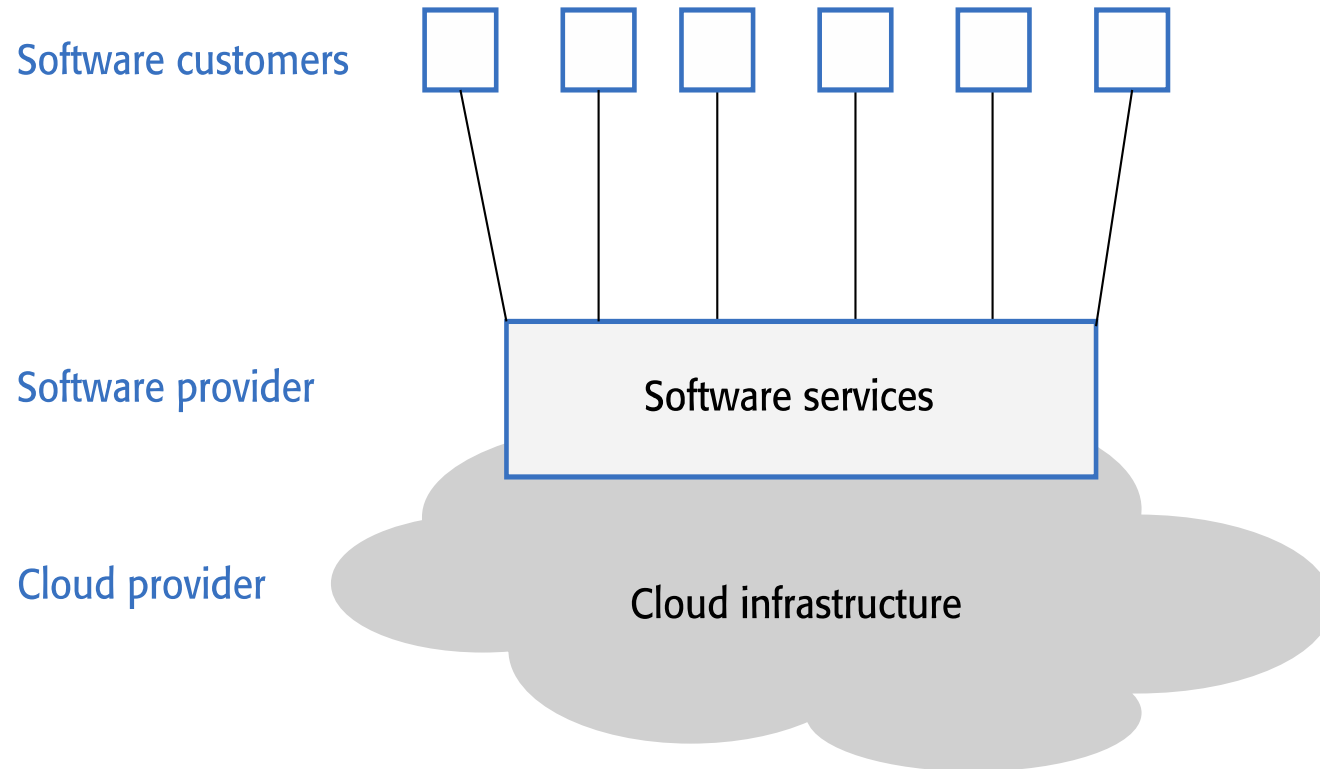 Software customers
Software provider
Software services
Cloud provider
Cloud infrastructure